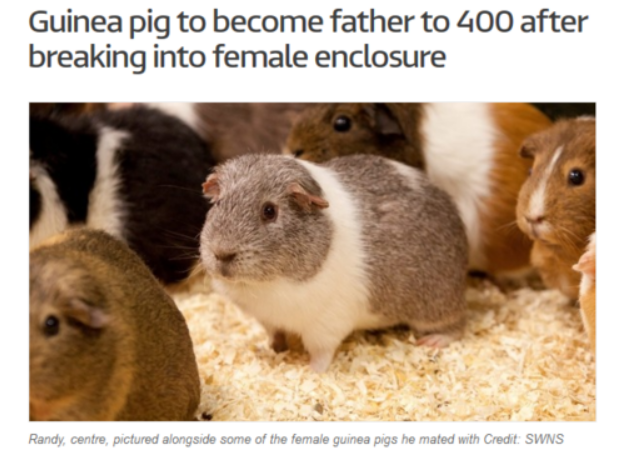 Guinea pig to become father to 400 after
breaking into female enclosure
Randy, centre, pictured alongside some of the female guinea pigs he mated with Credit: SWNS